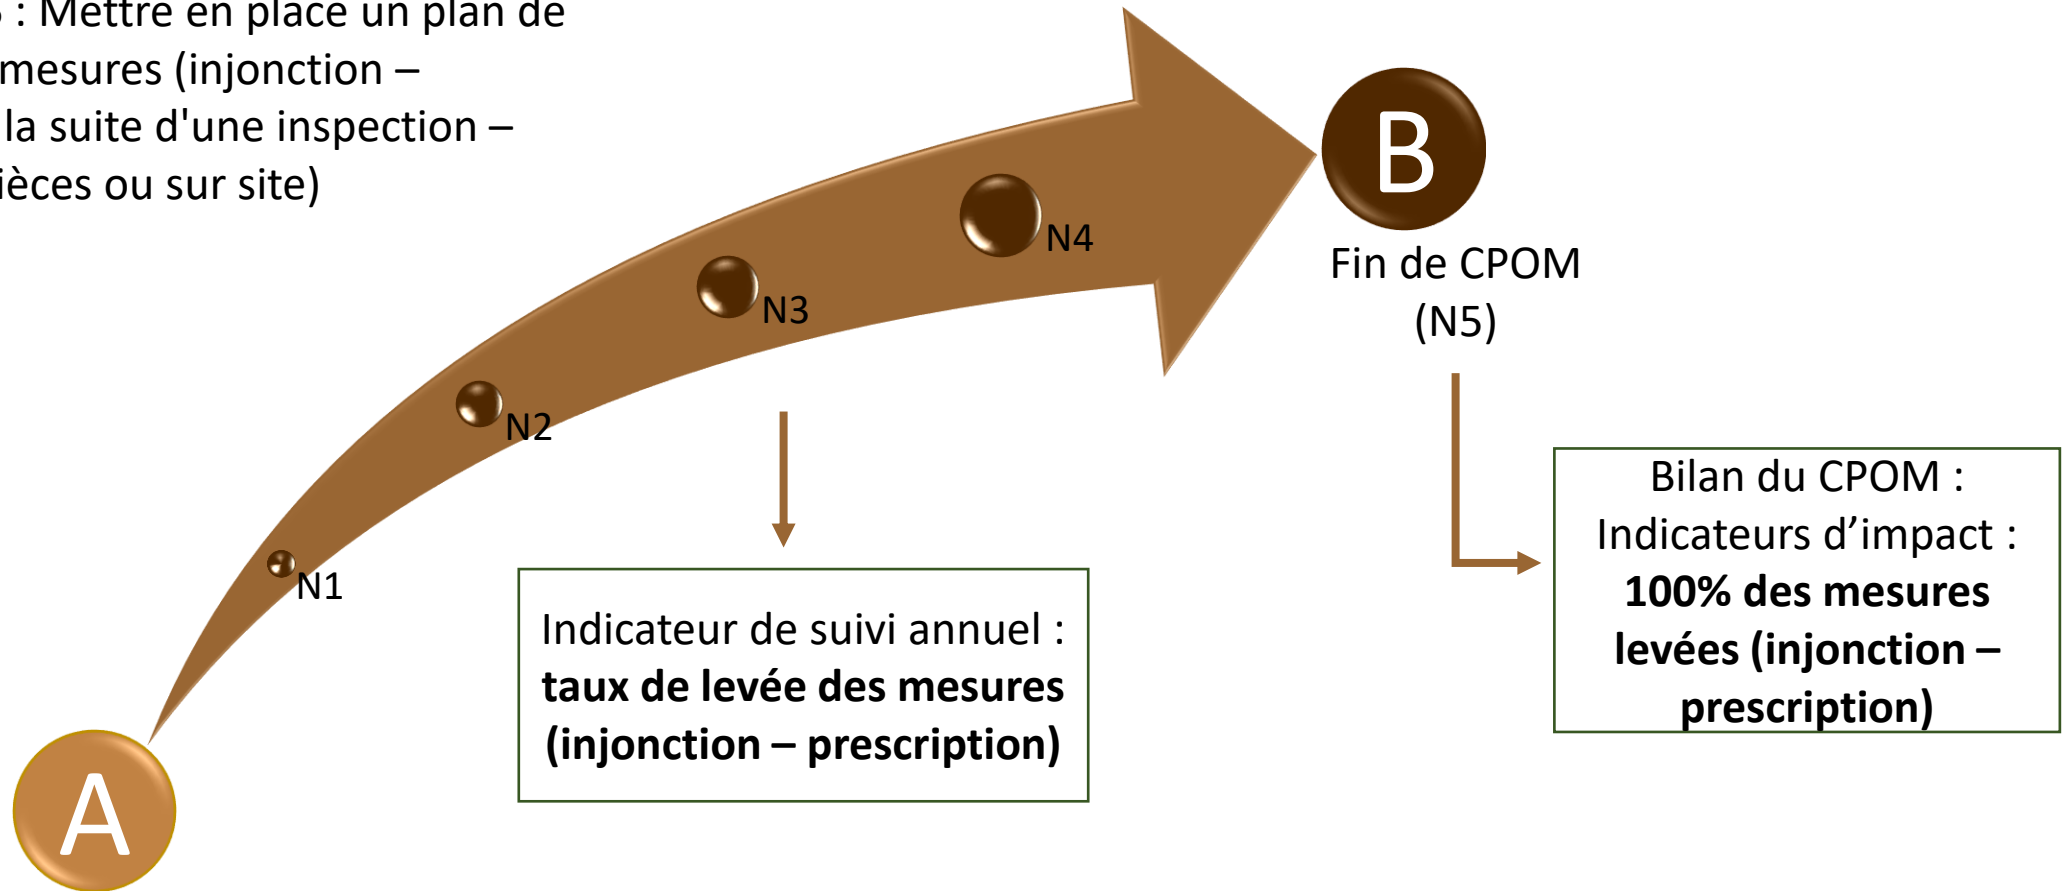 : Mettre en place un plan de
mesures (injonction –
la suite d'une inspection –
ièces ou sur site)
B
N4
Fin de CPOM
(N5)
N3
N2
N1
Bilan du CPOM :
Indicateurs d’impact :
100% des mesures
levées (injonction –
prescription)
Indicateur de suivi annuel :
taux de levée des mesures
(injonction – prescription)
A